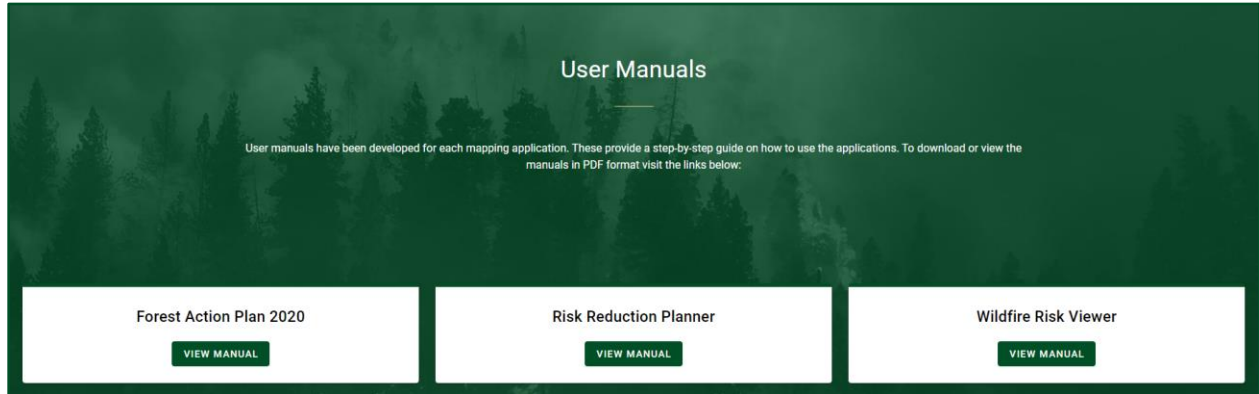 User Manuals
User manuals have been developed for each mapping application. These provide a step-by-step guide on how to use the applications. To download or view the
manuals in PDF format visit the links below:
Forest Action Plan 2020
Risk Reduction Planner
Wildfire Risk Viewer
VIEW MANUAL
VIEW MANUAL
VIEW MANUAL